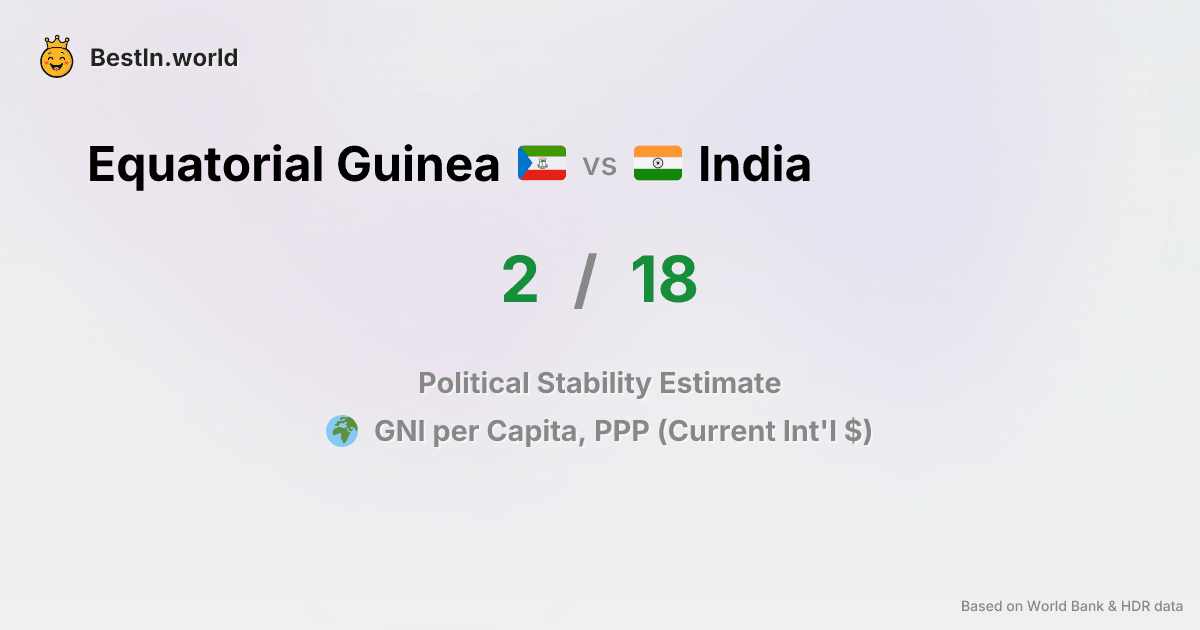 BestIn.world
Equatorial Guinea vs India
2 / 18
Political Stability Estimate
GNI per Capita, PPP (Current Int'l $)
Based on World Bank & HDR data